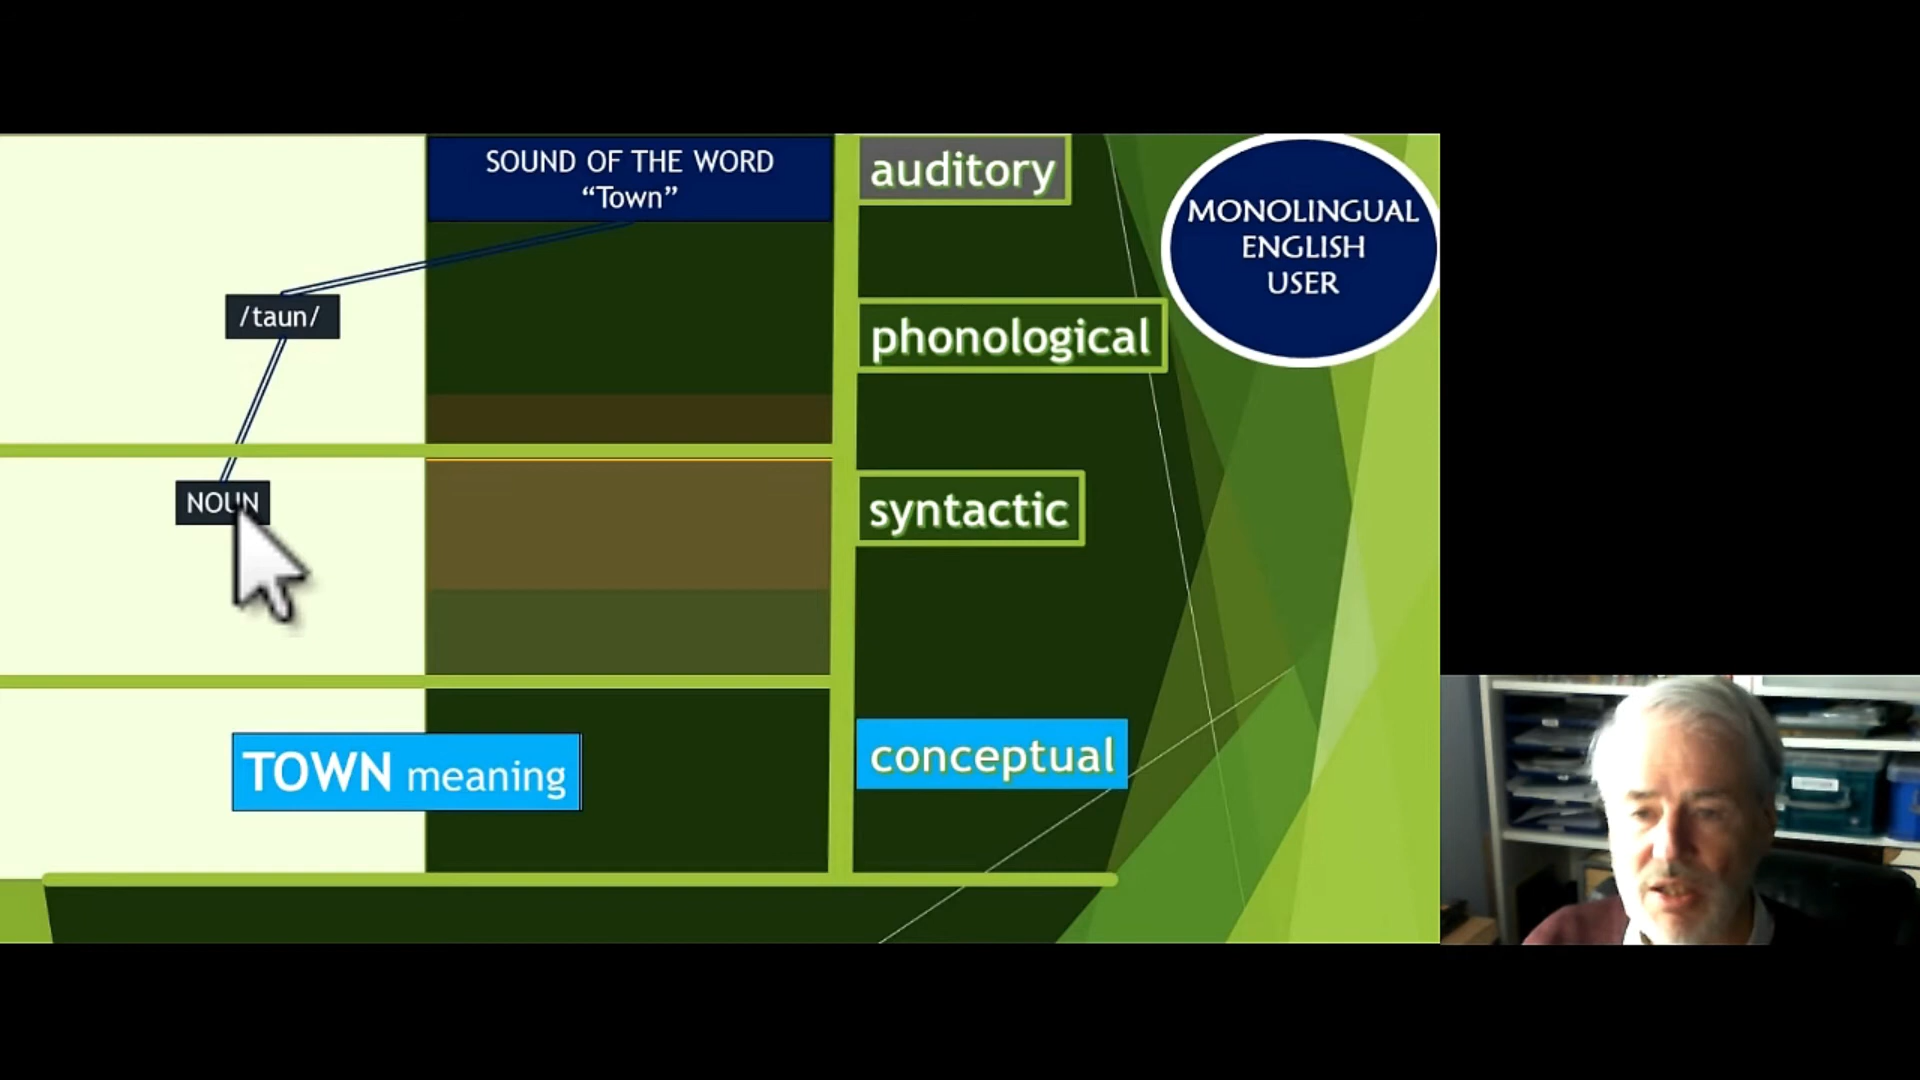 SOUND OF THE WORD
“Town”
auditory
MONOLINGUAL
ENGLISH
USER
/taun/
phonological
NOUN
syntactic
TOWN meaning
conceptual